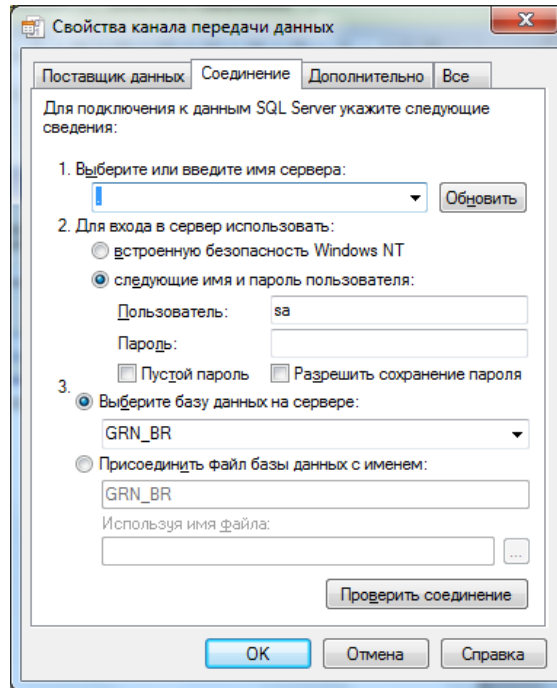 Свойства канала передачи данных
Поставщик данных Соединение Дополнительно Все
Для подключения к данным SQL Server укажите следующие
сведения:
1. Выберите или введите имя сервера:
. Обновить
2. Для входа в сервер использовать:
встроенную безопасность Windows NT
следующие имя и пароль пользователя:
Пользователь: sa
Пароль:
Пустой пароль Разрешить сохранение пароля
3. Выберите базу данных на сервере:
GRN_BR
Присоединить файл базы данных с именем:
GRN_BR
Используя имя файла:
...
Проверить соединение
OK Отмена Справка